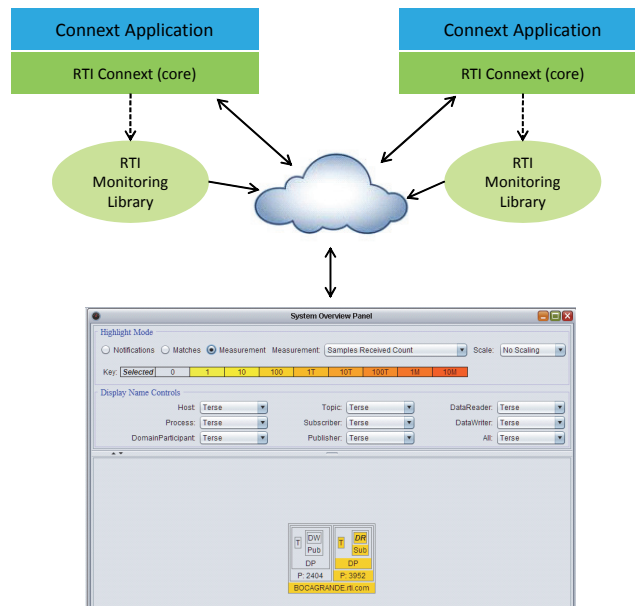 Connext Application
Connext Application
RTI Connext (core)
RTI Connext (core)
RTI
Monitoring
Library
RTI
Monitoring
Library
System Overview Panel
Highlight Mode
Notifications Matches Measurement Measurement: Samples Received Count Scale: No Scaling
Key: Selected 0 1 10 100 1T 10T 100T 1M 10M
Display Name Controls
Host: Terse Topic: Terse DataReader: Terse
Process: Terse Subscriber: Terse DataWriter: Terse
DomainParticipant: Terse Publisher: Terse All: Terse
T DW T DR
Pub Sub
DP DP
P: 2404 P: 3952
BOCAGRANDE.rti.com